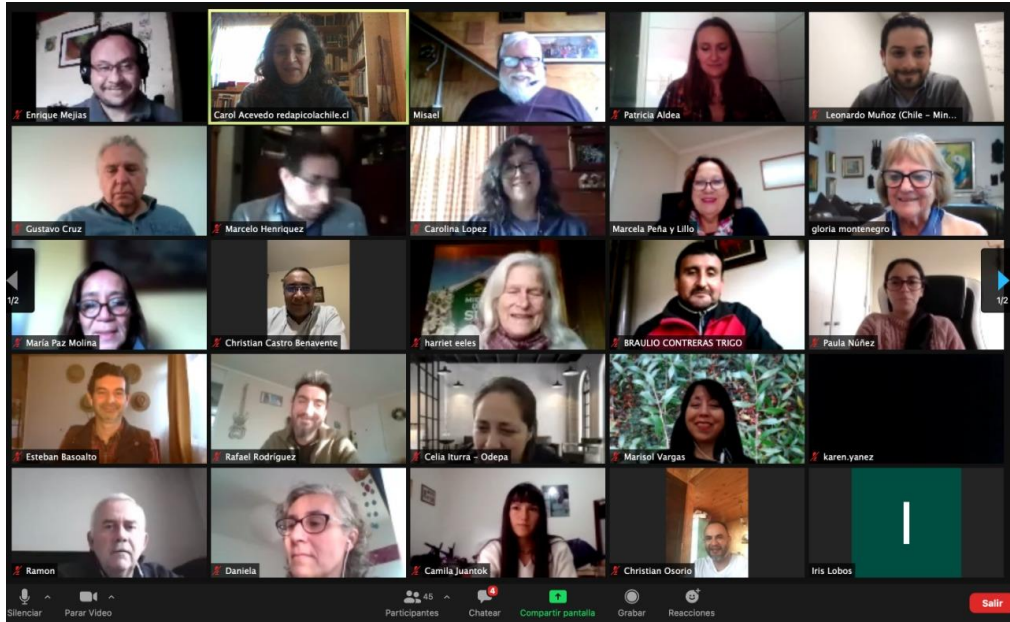 Enrique Mejias
Carol Acevedo redapicolachile.cl
Misael
Patricia Aldea
Leonardo Muñoz (Chile - Min...
Gustavo Cruz
Marcelo Henriquez
Carolina Lopez
Marcela Peña y Lillo
gloria montenegro
1/2
María Paz Molina
Christian Castro Benavente
harriet eeles
BRAULIO CONTRERAS TRIGO
Paula Núñez
1/2
Esteban Basoalto
Rafael Rodríguez
Celia Iturra - Odepa
Marisol Vargas
karen.yanez
Ramon
Daniela
Camila Juantok
Christian Osorio
I
Iris Lobos
Silenciar
Parar Video
45
Participantes
4
Chatear
Compartir pantalla
Grabar
Reacciones
Salir